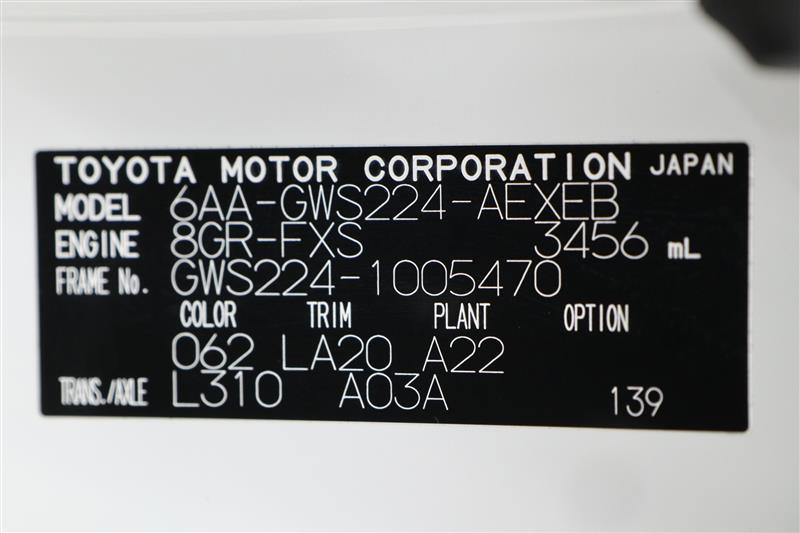 TOYOTA MOTOR CORPORATION JAPAN
MODEL 6AA-GWS224-AEXEB
ENGINE 8GR-FXS 3456 mL
FRAME No. GWS224-1005470
COLOR TRIM PLANT OPTION
062 LA20 A22
TRANS./AXLE L310 A03A 139